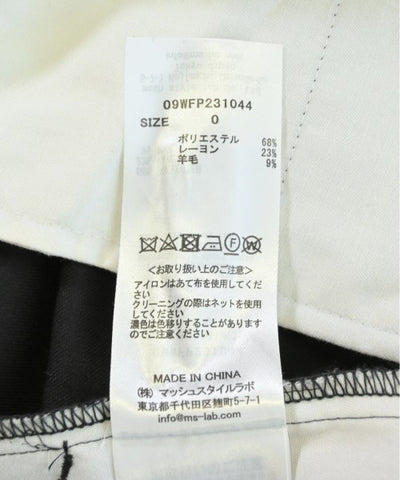 09WFP231044
SIZE 0
ポリエステル 68%
レーヨン 23%
羊毛 9%
<お取り扱い上のご注意>
アイロンはあて布を使用してくだ
さい
クリーニングの際はネットを使用
してください
濃色は色移りすることがあります
のでご注意ください
MADE IN CHINA
(株) マッシュスタイルラボ
東京都千代田区麹町5-7-1
info@ms-lab.com